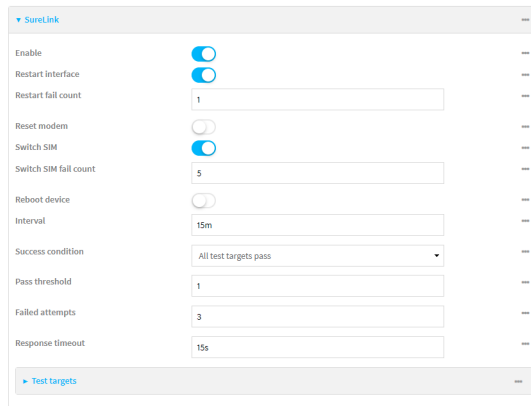 SureLink
Enable
Restart interface
Restart fail count
1
Reset modem
Switch SIM
Switch SIM fail count
5
Reboot device
Interval
15m
Success condition
All test targets pass
Pass threshold
1
Failed attempts
3
Response timeout
15s
Test targets